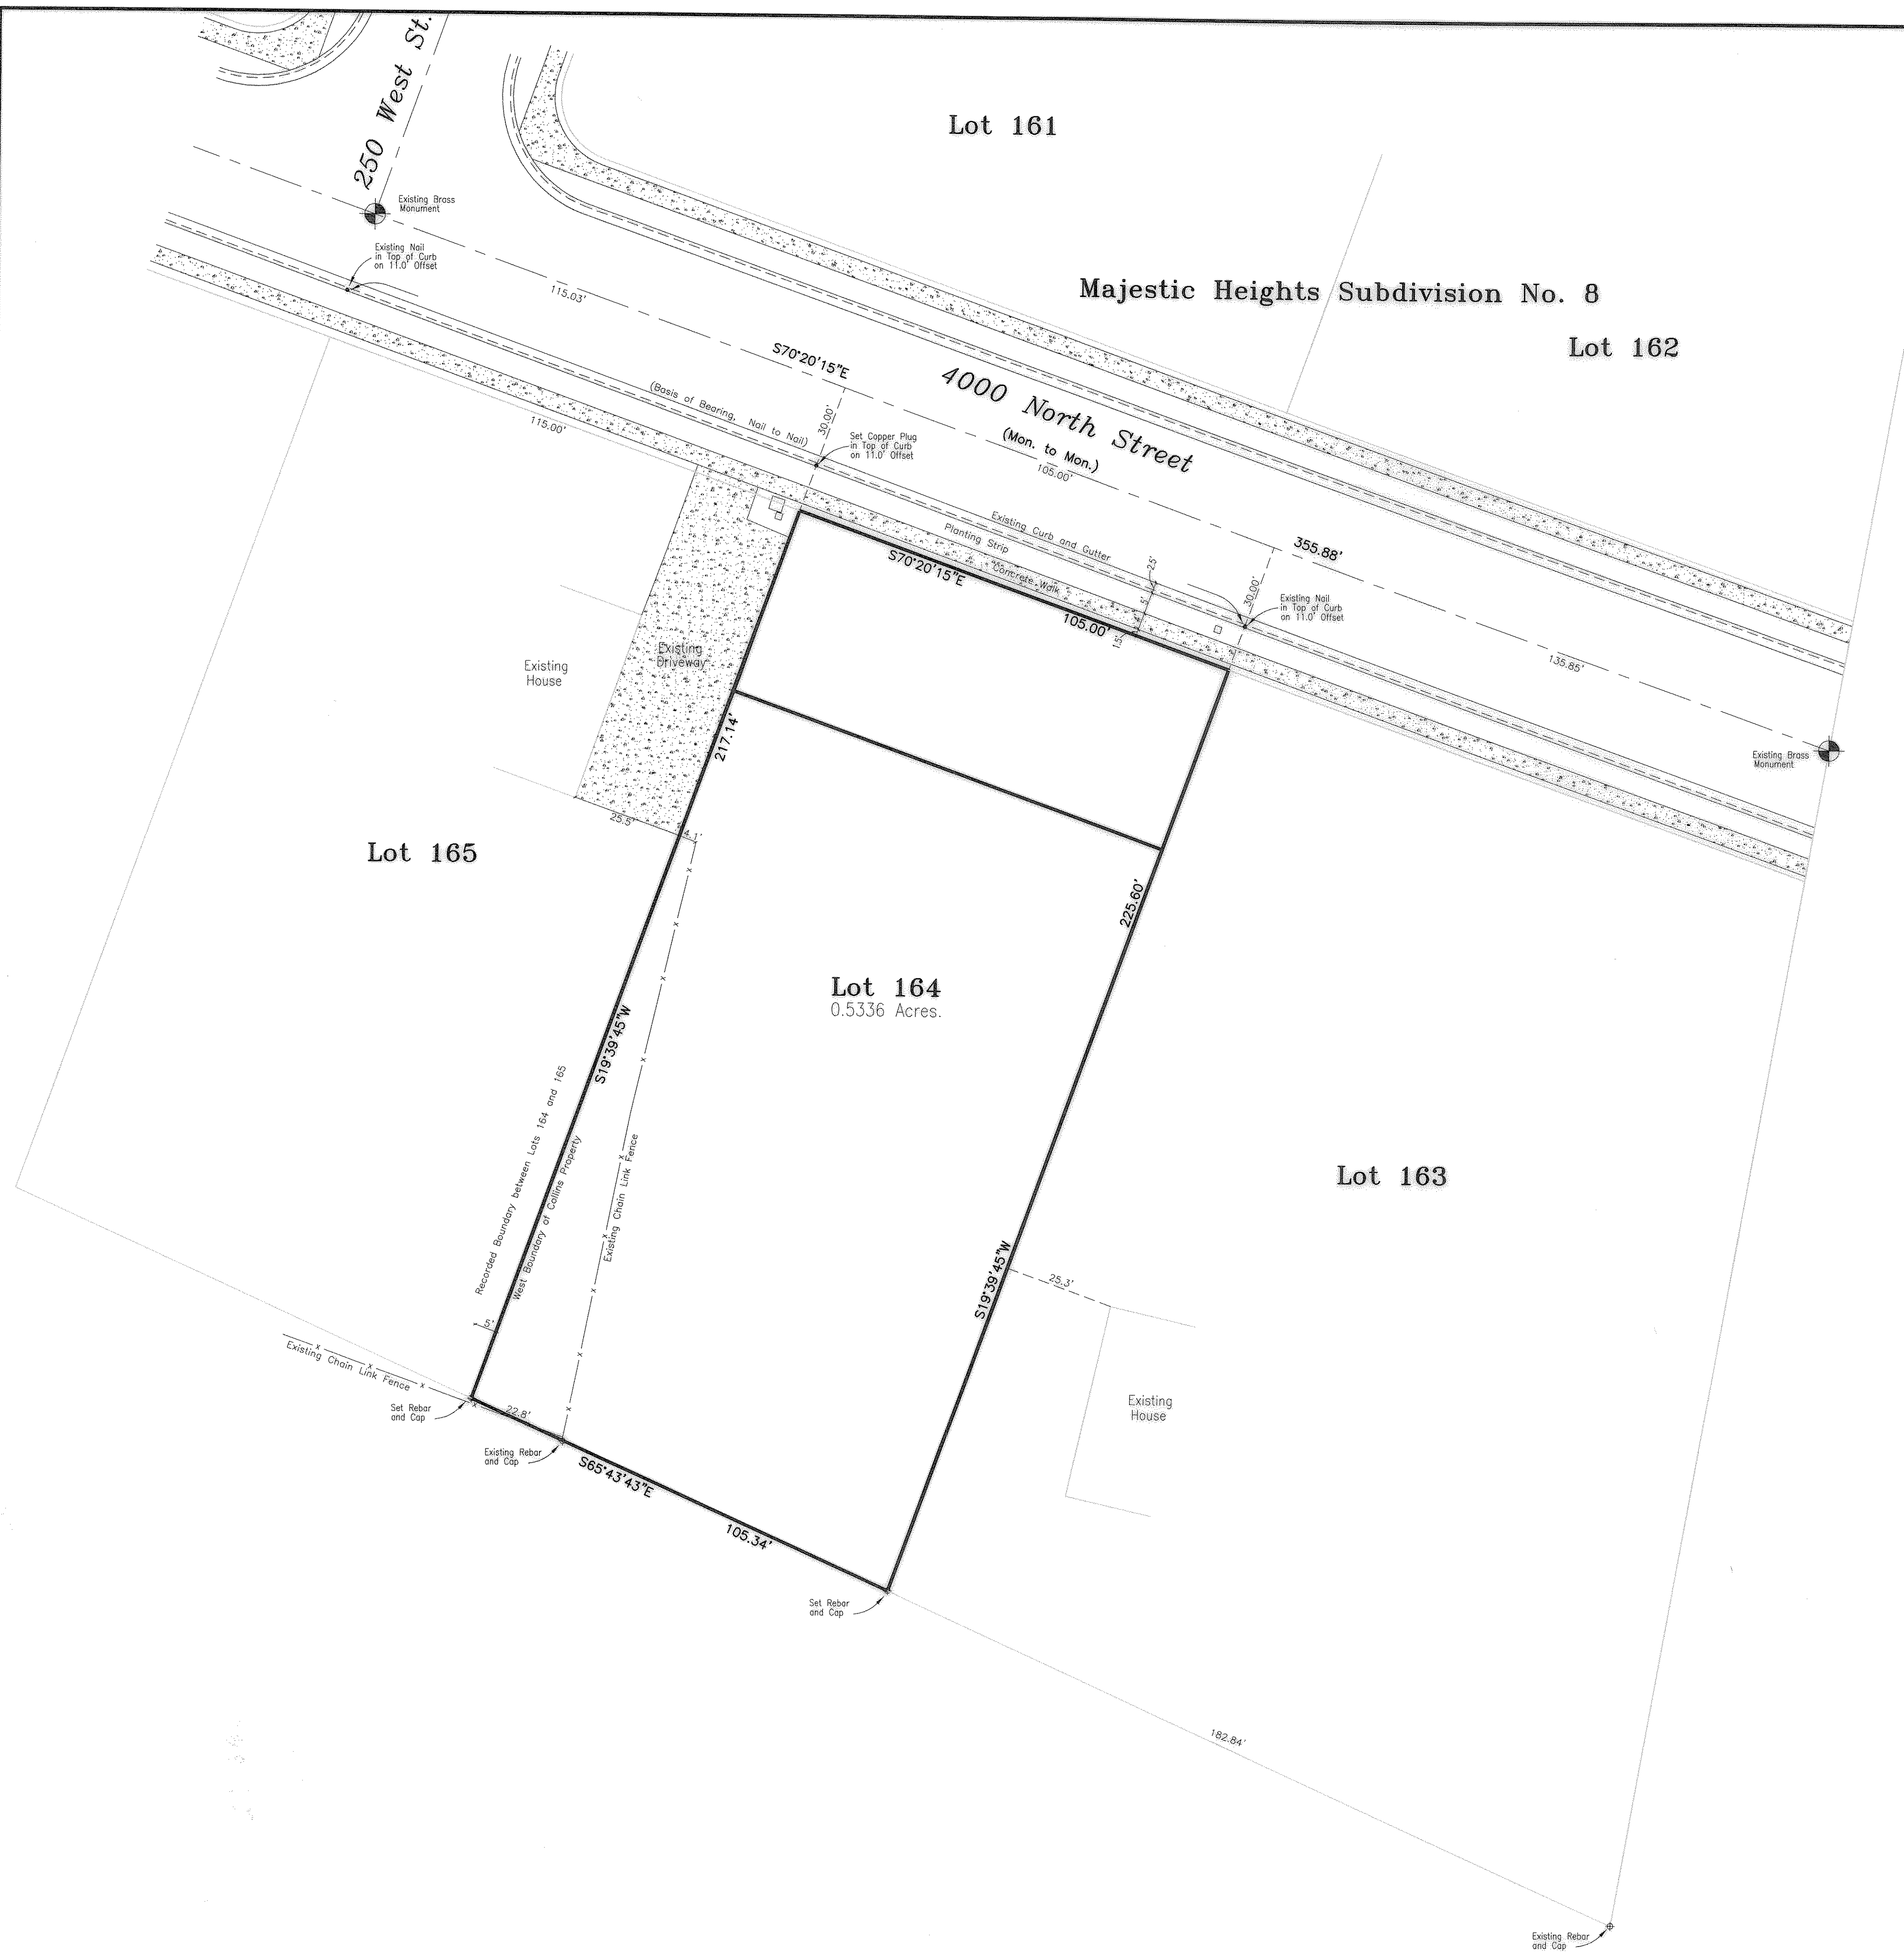 250 West St.
Lot 161
Existing Brass
Monument
Existing Nail
in Top of Curb
on 11.0' Offset
115.03'
Majestic Heights Subdivision No. 8
Lot 162
S70°20'15"E
4000 North Street
(Mon. to Mon.)
105.00'
(Basis of Bearing, Nail to Nail)
115.00'
30.00'
Set Copper Plug
in Top of Curb
on 11.0' Offset
355.88'
Existing Curb and Gutter
Planting Strip
Concrete Walk
S70°20'15"E
105.00'
2.5'
5'
1.5'
30.00'
Existing Nail
in Top of Curb
on 11.0' Offset
135.85'
Existing Brass
Monument
Existing
House
Existing
Driveway
217.14'
25.5'
4.1'
Lot 165
225.60'
Lot 164
0.5336 Acres.
S19°39'45"W
Recorded Boundary between Lots 164 and 165
West Boundary of Collins Property
Existing Chain Link Fence
Lot 163
S19°39'45"W
25.3'
.5'
Existing Chain Link Fence
Set Rebar
and Cap
22.8'
Existing Rebar
and Cap
S65°43'43"E
105.34'
Existing
House
Set Rebar
and Cap
182.84'
Existing Rebar
and Cap